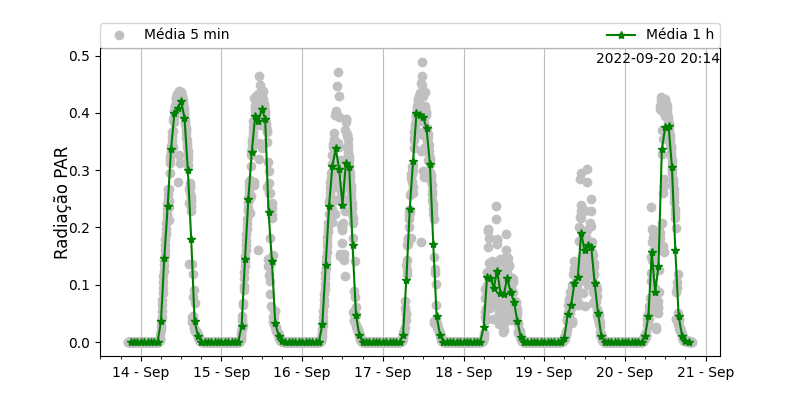 Média 5 min
Média 1 h
2022-09-20 20:14
Radiação PAR
0.5
0.4
0.3
0.2
0.1
0.0
14 - Sep
15 - Sep
16 - Sep
17 - Sep
18 - Sep
19 - Sep
20 - Sep
21 - Sep